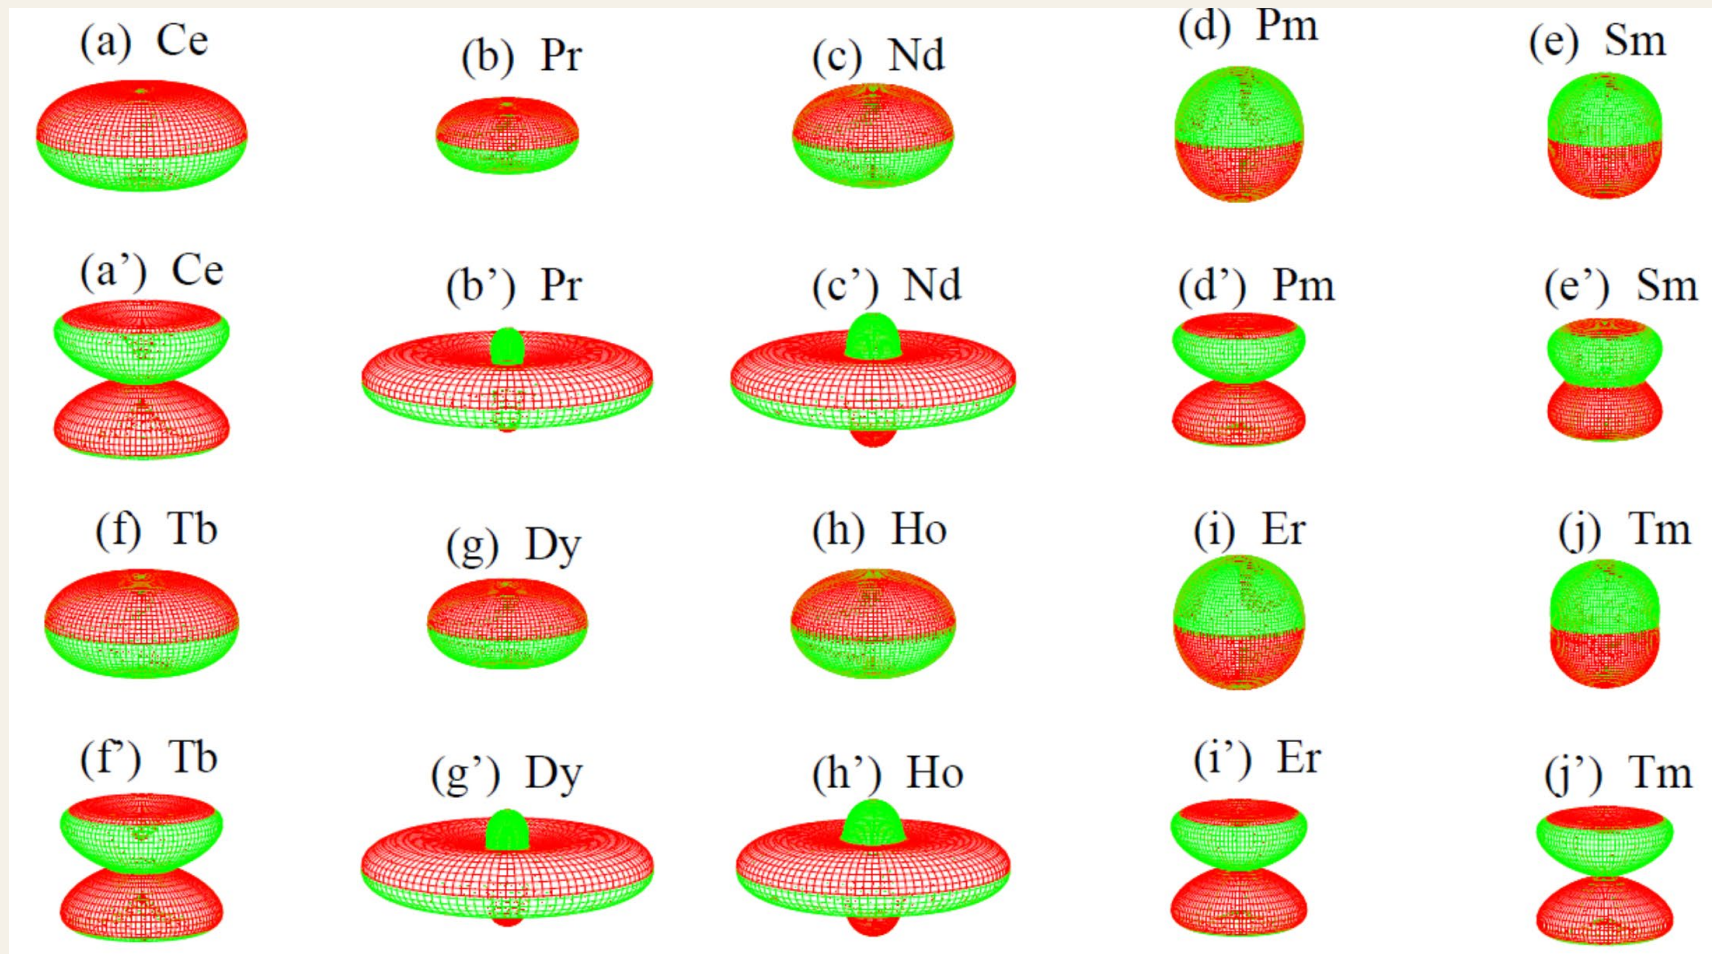 (a) Ce
(b) Pr
(c) Nd
(d) Pm
(e) Sm
(a’) Ce
(b’) Pr
(c’) Nd
(d’) Pm
(e’) Sm
(f) Tb
(g) Dy
(h) Ho
(i) Er
(j) Tm
(f’) Tb
(g’) Dy
(h’) Ho
(i’) Er
(j’) Tm